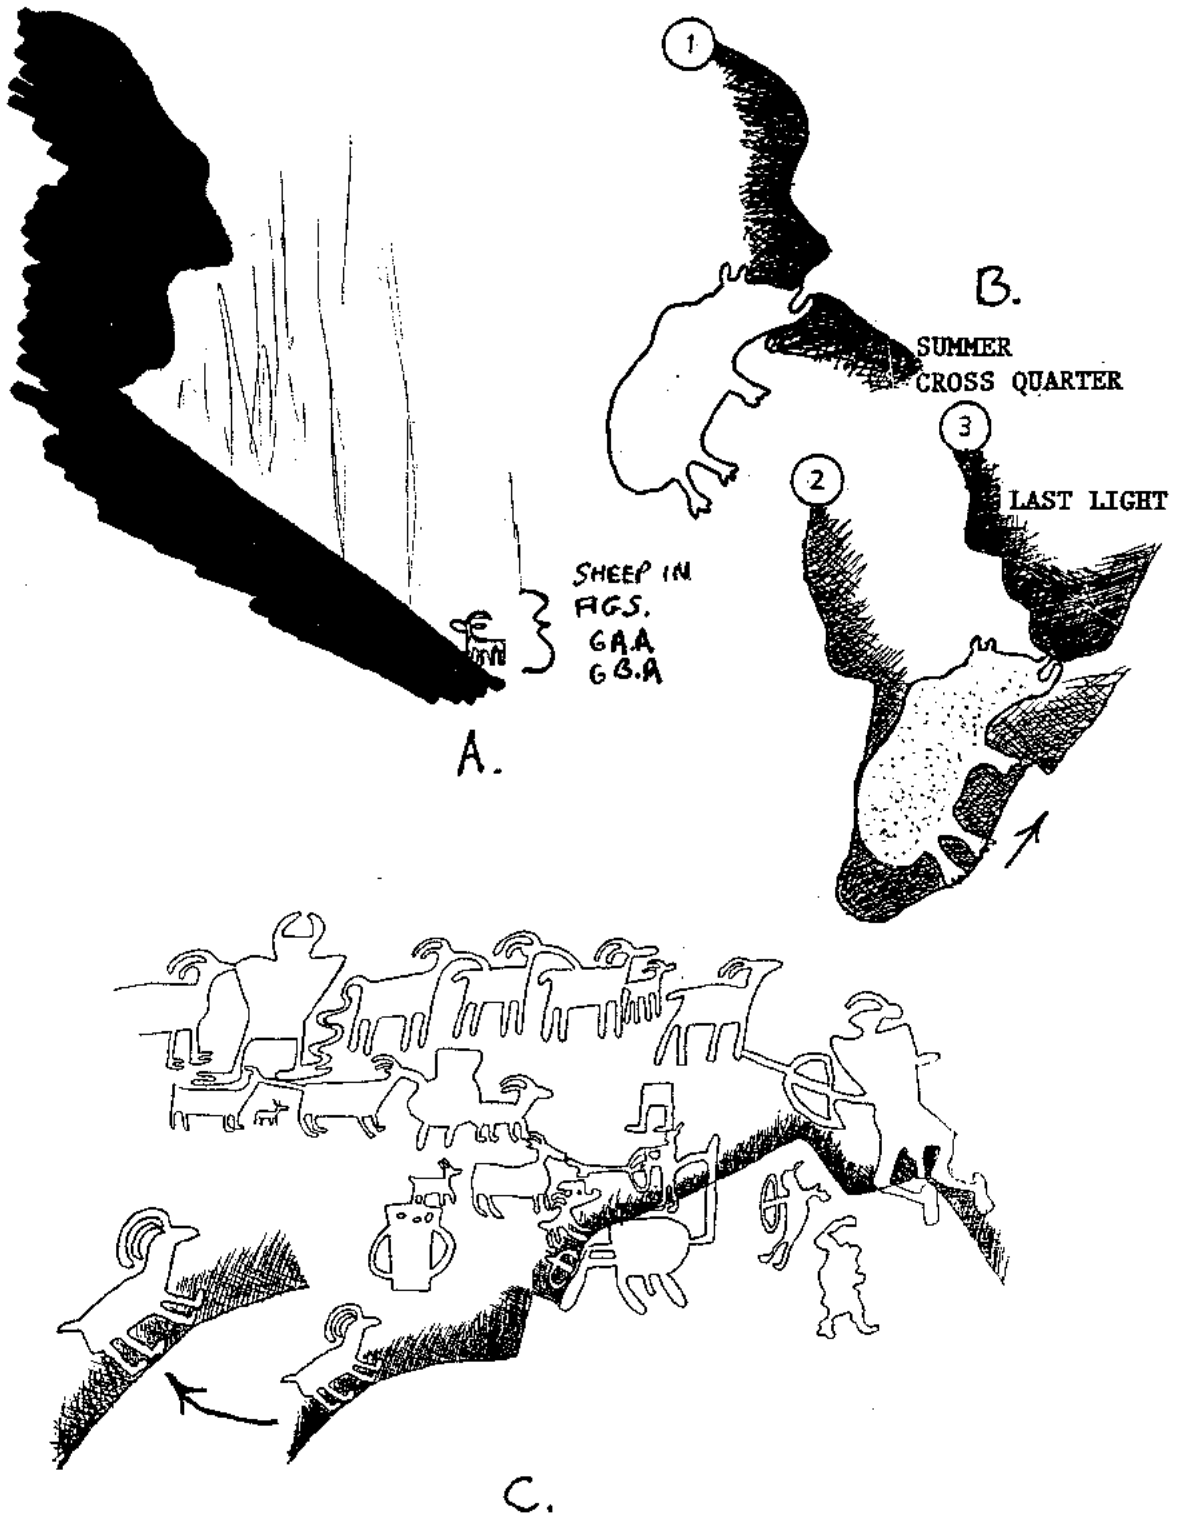 1
B.
SUMMER
CROSS QUARTER
3
2
LAST LIGHT
SHEEP IN
FIGS.
6A.A
6B.A
A.
C.